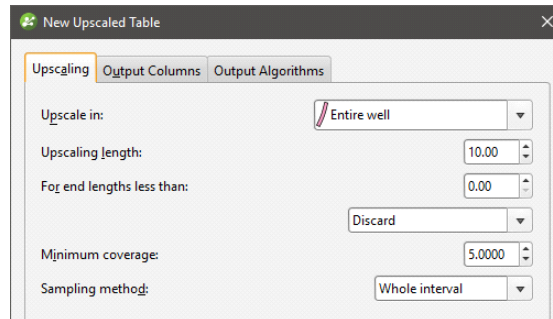 New Upscaled Table
Upscaling Output Columns Output Algorithms
Upscale in: Entire well
Upscaling length: 10.00
For end lengths less than: 0.00
Discard
Minimum coverage: 5.0000
Sampling method: Whole interval